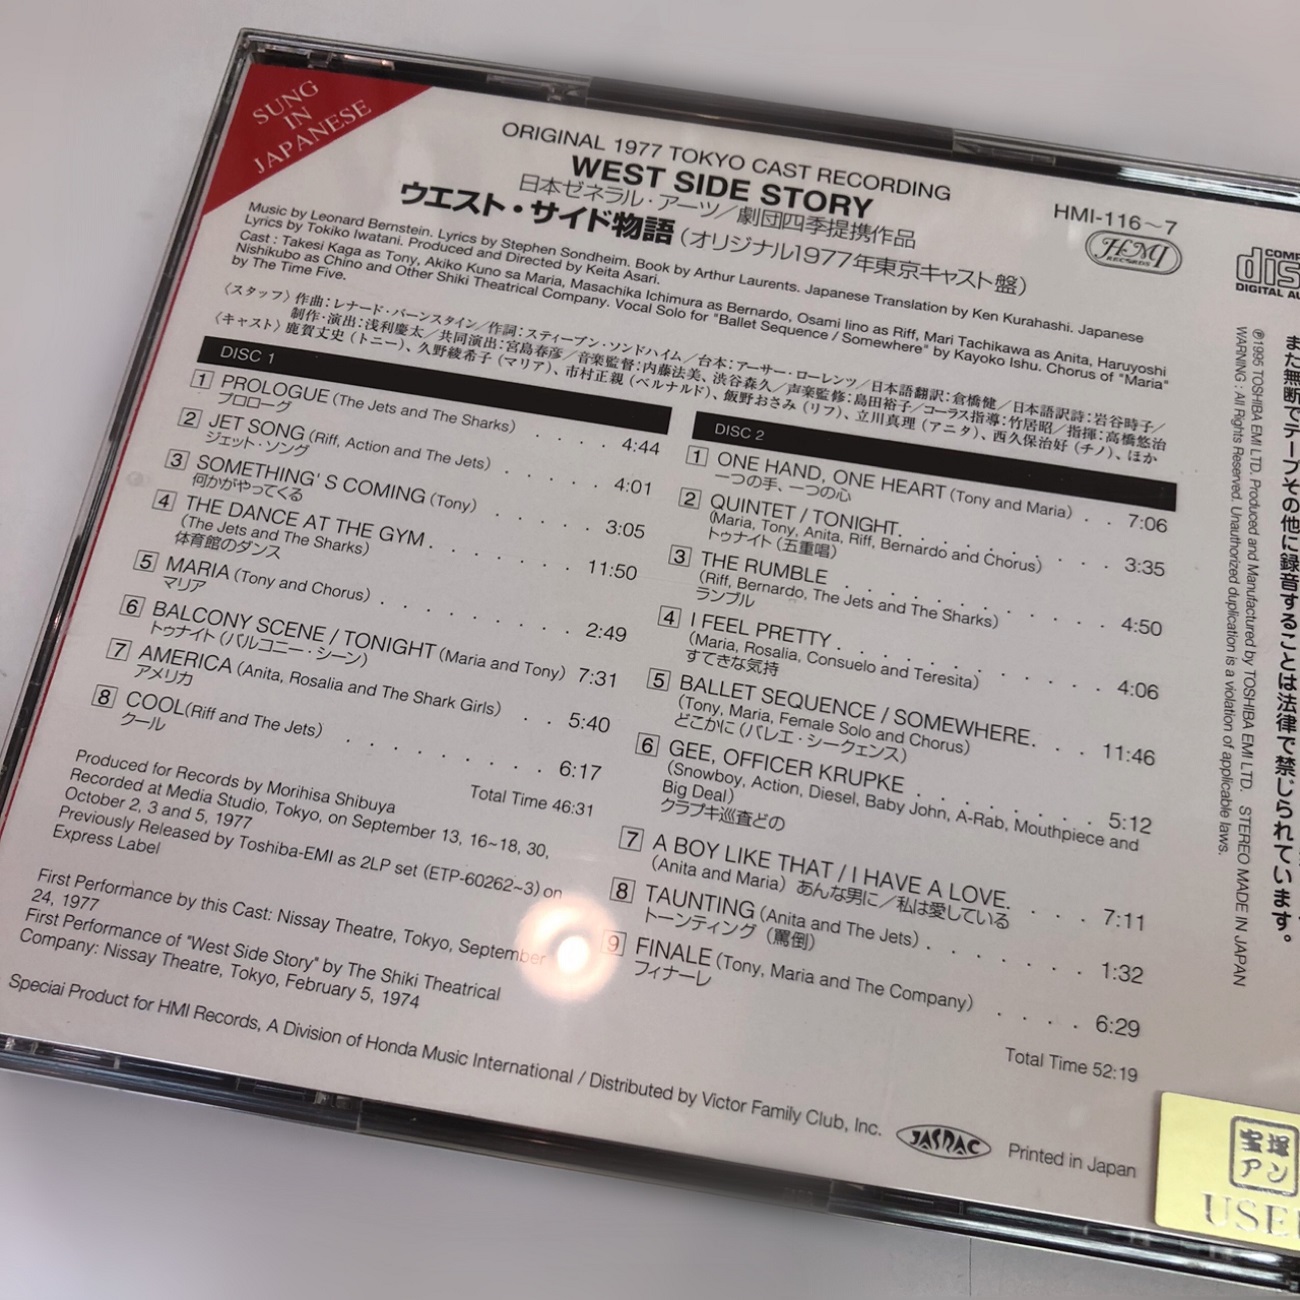 SUNG
IN
JAPANESE
ORIGINAL 1977 TOKYO CAST RECORDING
WEST SIDE STORY
日本ゼネラル・アーツ／劇団四季提携作品
ウエスト・サイド物語(オリジナル1977年東京キャスト盤)
HMI-116～7
HMI
RECORDS
Music by Leonard Bernstein. Lyrics by Stephen Sondheim. Book by Arthur Laurents. Japanese Translation by Ken Kurahashi. Japanese
Lyrics by Tokiko Iwatani. Produced and Directed by Keita Asari.
Cast : Takesi Kaga as Tony, Akiko Kuno sa Maria, Masachika Ichimura as Bernardo, Osami Iino as Riff, Mari Tachikawa as Anita, Haruyoshi
Nishikubo as Chino and Other Shiki Theatrical Company. Vocal Solo for "Ballet Sequence / Somewhere" by Kayoko Ishu. Chorus of "Maria"
by The Time Five.
〈スタッフ〉作曲：レナード・バーンスタイン／作詞：スティーブン・ソンドハイム／台本：アーサー・ローレンツ／日本語翻訳：倉橋健／日本語訳詩：岩谷時子／
制作・演出：浅利慶太／共同演出：宮島春彦／音楽監督：内藤法美、渋谷森久／声楽監修：島田裕子／コーラス指導：竹居昭／指揮：高橋悠治
〈キャスト〉鹿賀丈史（トニー）、久野綾希子（マリア）、市村正親（ベルナルド）、飯野おさみ（リフ）、立川真理（アニタ）、西久保治好（チノ）、ほか
DISC 1
1 PROLOGUE (The Jets and The Sharks) . . . . 4:44
プロローグ
2 JET SONG (Riff, Action and The Jets) . . . . . . 4:01
ジェット・ソング
3 SOMETHING' S COMING (Tony) . . . . . . 3:05
何かがやってくる
4 THE DANCE AT THE GYM . . . . . . . . 11:50
(The Jets and The Sharks)
体育館のダンス
5 MARIA (Tony and Chorus) . . . . . . . . . . 2:49
マリア
6 BALCONY SCENE / TONIGHT (Maria and Tony) 7:31
トゥナイト（バルコニー・シーン）
7 AMERICA (Anita, Rosalia and The Shark Girls) . . 5:40
アメリカ
8 COOL(Riff and The Jets) . . . . . . . . . . 6:17
クール
Total Time 46:31
Produced for Records by Morihisa Shibuya
Recorded at Media Studio, Tokyo, on September 13, 16~18, 30,
October 2, 3 and 5, 1977
Previously Released by Toshiba-EMI as 2LP set (ETP-60262~3) on
Express Label
First Performance by this Cast: Nissay Theatre, Tokyo, September
24, 1977
First Performance of "West Side Story" by The Shiki Theatrical
Company: Nissay Theatre, Tokyo, February 5, 1974
Speciai Product for HMI Records, A Division of Honda Music International / Distributed by Victor Family Club, Inc.
DISC 2
1 ONE HAND, ONE HEART (Tony and Maria) . . 7:06
一つの手、一つの心
2 QUINTET / TONIGHT. . . . . . . . . . 3:35
(Maria, Tony, Anita, Riff, Bernardo and Chorus)
トゥナイト（五重唱）
3 THE RUMBLE . . . . . . . . . . . . 4:50
(Riff, Bernardo, The Jets and The Sharks)
ランブル
4 I FEEL PRETTY . . . . . . . . . . . . 4:06
(Maria, Rosalia, Consuelo and Teresita)
すてきな気持
5 BALLET SEQUENCE / SOMEWHERE. . . . 11:46
(Tony, Maria, Female Solo and Chorus)
どこかに（バレエ・シークェンス）
6 GEE, OFFICER KRUPKE . . . . . . . . . 5:12
(Snowboy, Action, Diesel, Baby John, A-Rab, Mouthpiece and
Big Deal)
クラプキ巡査どの
7 A BOY LIKE THAT / I HAVE A LOVE. . . . . 7:11
(Anita and Maria) あんな男に／私は愛している
8 TAUNTING (Anita and The Jets) . . . . . . . . 1:32
トーンティング（罵倒）
9 FINALE (Tony, Maria and The Company) . . . . 6:29
フィナーレ
Total Time 52:19
JASRAC
Printed in Japan
COMP
dis
DIGITAL AU
また無断でテープその他に録音することは法律で禁じられています。
℗1995 TOSHIBA EMI LTD. Produced and Manufactured by TOSHIBA EMI LTD. STEREO MADE IN JAPAN
WARNING : All Rights Reserved. Unauthorized duplication is a violation of applicable laws.
宝塚
アン
USE